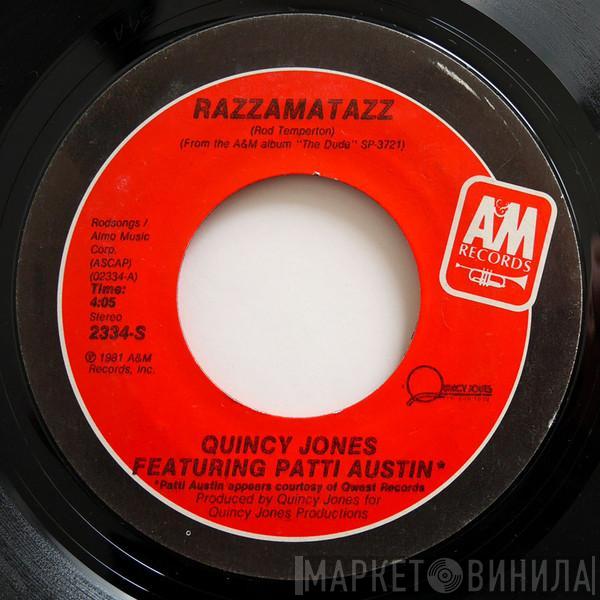 RAZZAMATAZZ
(Rod Temperton)
(From the A&M album "The Dude" SP-3721)
Rodsongs /
Almo Music
Corp.
(ASCAP)
(02334-A)
Time:
4:05
Stereo
2334-S
℗ 1981 A&M
Records, Inc.
A&M
RECORDS
QUINCY JONES
QUINCY JONES
FEATURING PATTI AUSTIN*
*Patti Austin appears courtesy of Qwest Records
Produced by Quincy Jones for
Quincy Jones Productions
МАРКЕТ ВИНИЛА